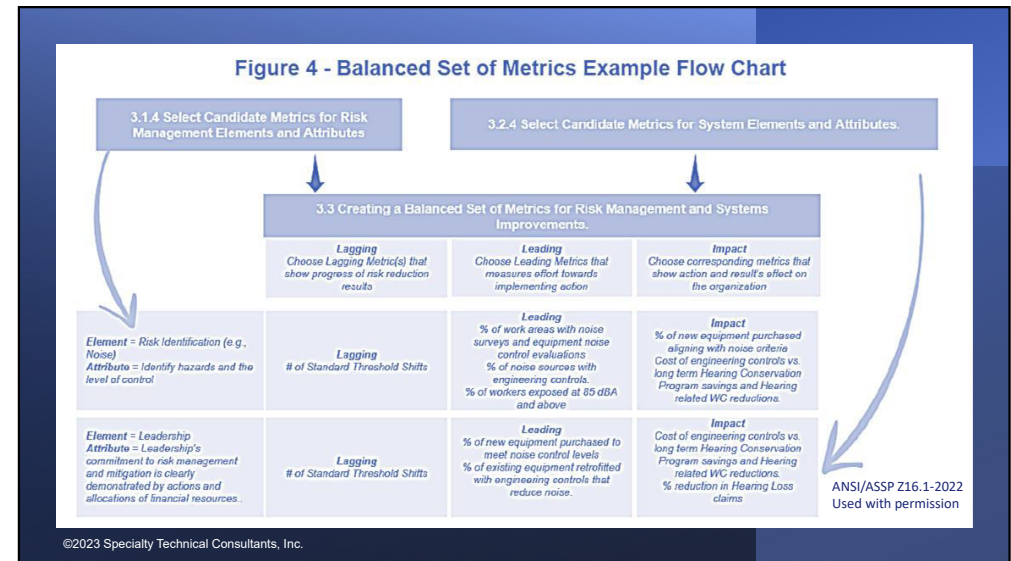 Figure 4 - Balanced Set of Metrics Example Flow Chart
3.1.4 Select Candidate Metrics for Risk
Management Elements and Attributes
3.2.4 Select Candidate Metrics for System Elements and Attributes.
3.3 Creating a Balanced Set of Metrics for Risk Management and Systems
Improvements.
Lagging
Choose Lagging Metric(s) that
show progress of risk reduction
results
Leading
Choose Leading Metrics that
measures effort towards
implementing action
Impact
Choose corresponding metrics that
show action and result's effect on
the organization
Element = Risk Identification (e.g.,
Noise)
Attribute = Identify hazards and the
level of control
Lagging
# of Standard Threshold Shifts
Leading
% of work areas with noise
surveys and equipment noise
control evaluations
% of noise sources with
engineering controls.
% of workers exposed at 85 dBA
and above
Impact
% of new equipment purchased
aligning with noise criteria
Cost of engineering controls vs.
long term Hearing Conservation
Program savings and Hearing
related WC reductions.
Element = Leadership
Attribute = Leadership's
commitment to risk management
and mitigation is clearly
demonstrated by actions and
allocations of financial resources..
Lagging
# of Standard Threshold Shifts
Leading
% of new equipment purchased to
meet noise control levels
% of existing equipment retrofitted
with engineering controls that
reduce noise.
Impact
Cost of engineering controls vs.
long term Hearing Conservation
Program savings and Hearing
related WC reductions.
% reduction in Hearing Loss
claims
ANSI/ASSP Z16.1-2022
Used with permission
©2023 Specialty Technical Consultants, Inc.